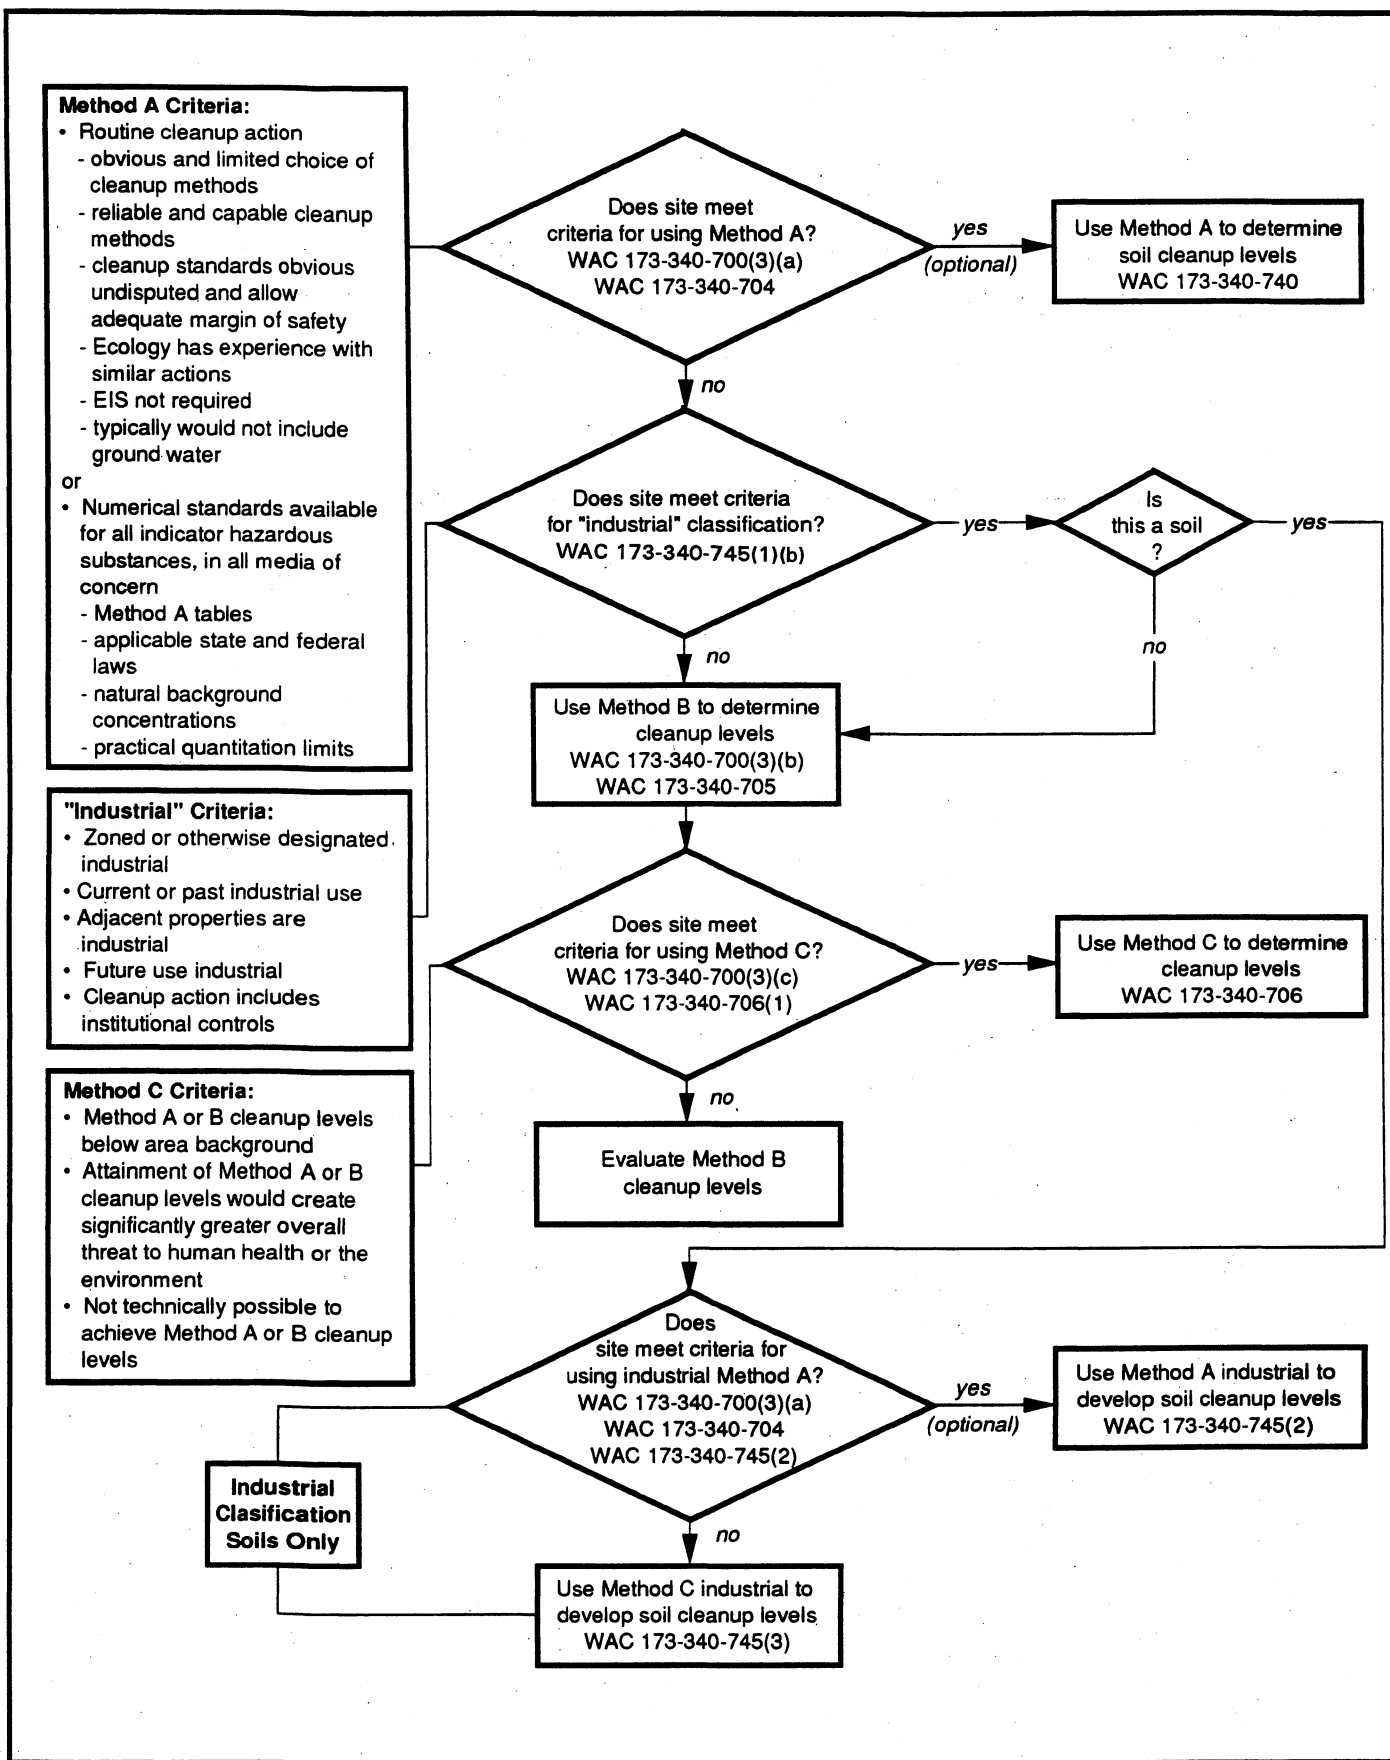 Method A Criteria:
• Routine cleanup action
- obvious and limited choice of
cleanup methods
- reliable and capable cleanup
methods
- cleanup standards obvious
undisputed and allow
adequate margin of safety
- Ecology has experience with
similar actions
- EIS not required
- typically would not include
ground water
or
• Numerical standards available
for all indicator hazardous
substances, in all media of
concern
- Method A tables
- applicable state and federal
laws
- natural background
concentrations
- practical quantitation limits
"Industrial" Criteria:
• Zoned or otherwise designated
industrial
• Current or past industrial use
• Adjacent properties are
industrial
• Future use industrial
• Cleanup action includes
institutional controls
Method C Criteria:
• Method A or B cleanup levels
below area background
• Attainment of Method A or B
cleanup levels would create
significantly greater overall
threat to human health or the
environment
• Not technically possible to
achieve Method A or B cleanup
levels
Does site meet
criteria for using Method A?
WAC 173-340-700(3)(a)
WAC 173-340-704
yes
(optional)
Use Method A to determine
soil cleanup levels
WAC 173-340-740
no
Does site meet criteria
for "industrial" classification?
WAC 173-340-745(1)(b)
yes
Is
this a soil
?
yes
no
no
Use Method B to determine
cleanup levels
WAC 173-340-700(3)(b)
WAC 173-340-705
Does site meet
criteria for using Method C?
WAC 173-340-700(3)(c)
WAC 173-340-706(1)
yes
Use Method C to determine
cleanup levels
WAC 173-340-706
no
Evaluate Method B
cleanup levels
Does
site meet criteria for
using industrial Method A?
WAC 173-340-700(3)(a)
WAC 173-340-704
WAC 173-340-745(2)
yes
(optional)
Use Method A industrial to
develop soil cleanup levels
WAC 173-340-745(2)
Industrial
Clasification
Soils Only
no
Use Method C industrial to
develop soil cleanup levels
WAC 173-340-745(3)